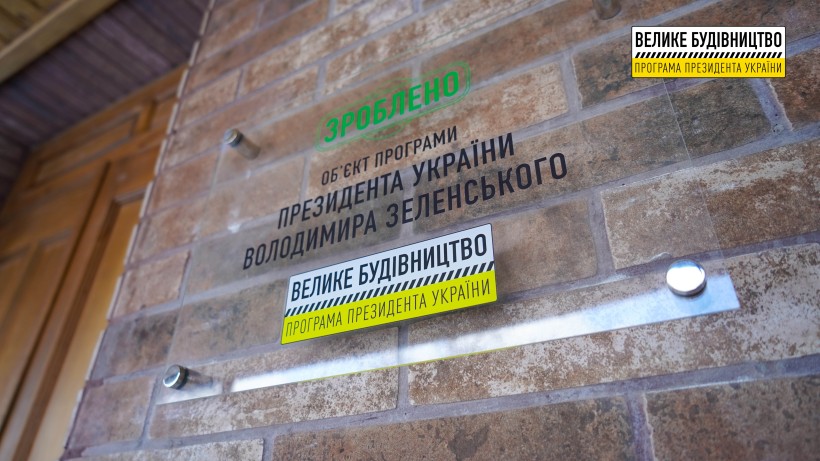 ВЕЛИКЕ БУДІВНИЦТВО
ПРОГРАМА ПРЕЗИДЕНТА УКРАЇНИ
ЗРОБЛЕНО
ОБ'ЄКТ ПРОГРАМИ
ПРЕЗИДЕНТА УКРАЇНИ
ВОЛОДИМИРА ЗЕЛЕНСЬКОГО
ВЕЛИКЕ БУДІВНИЦТВО
ПРОГРАМА ПРЕЗИДЕНТА УКРАЇНИ